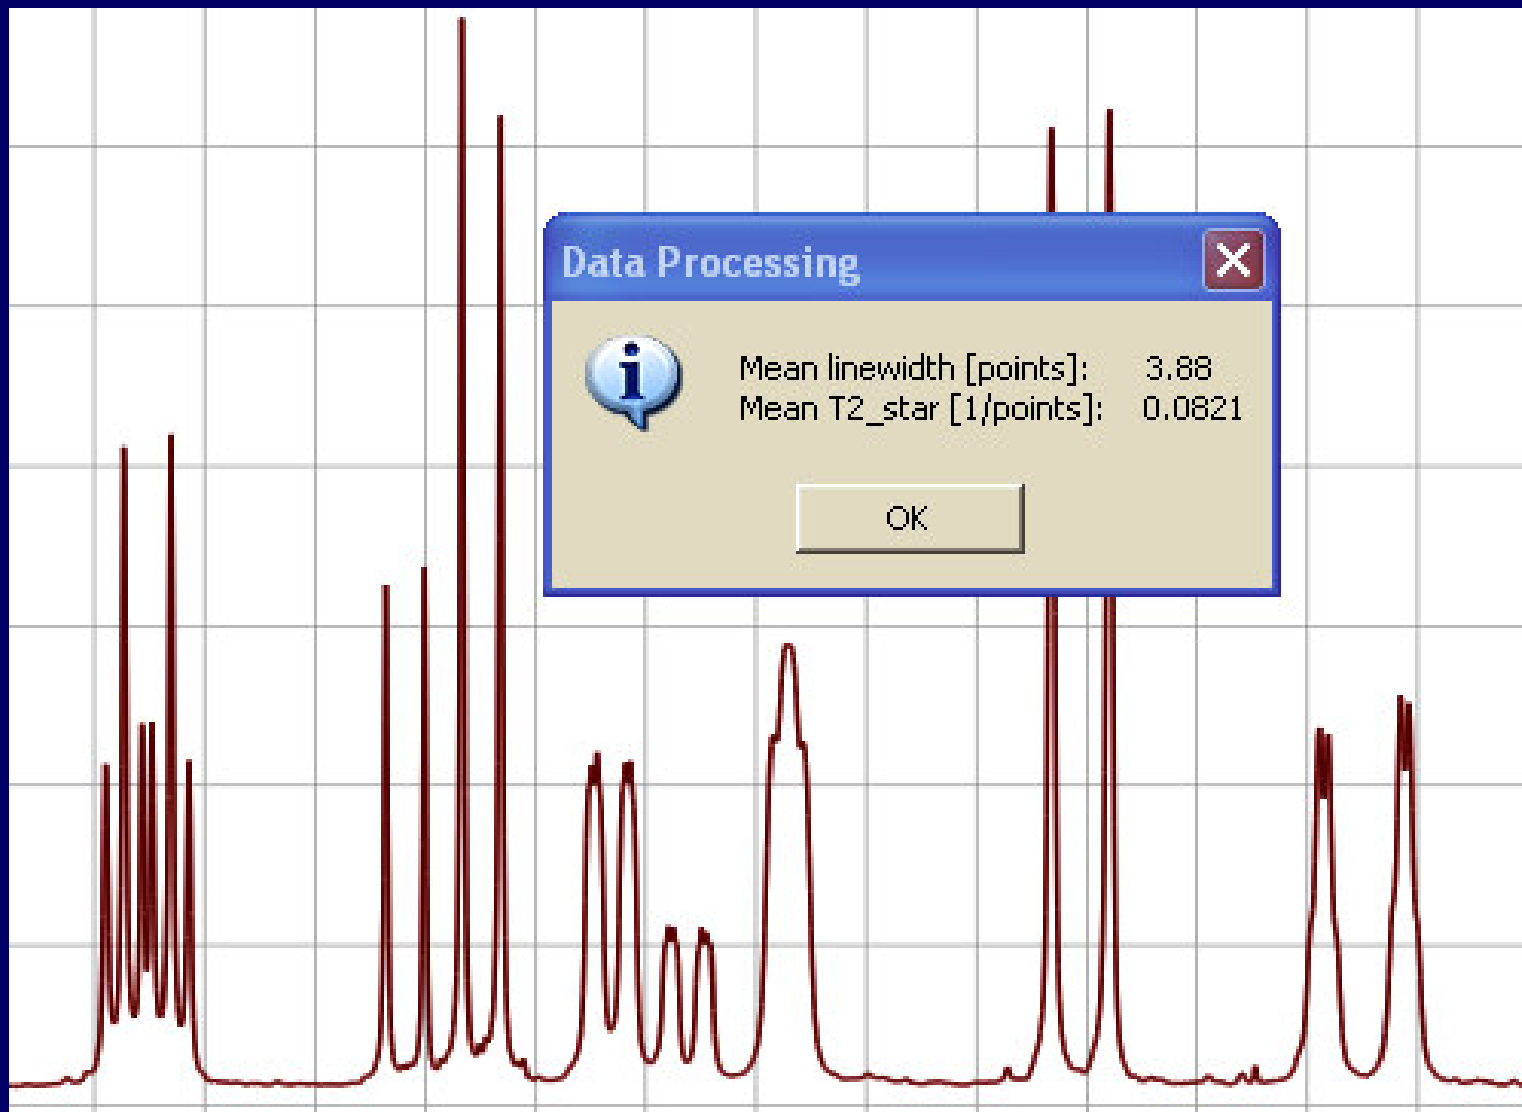 Data Processing
Mean linewidth [points]: 3.88
Mean T2_star [1/points]: 0.0821
OK